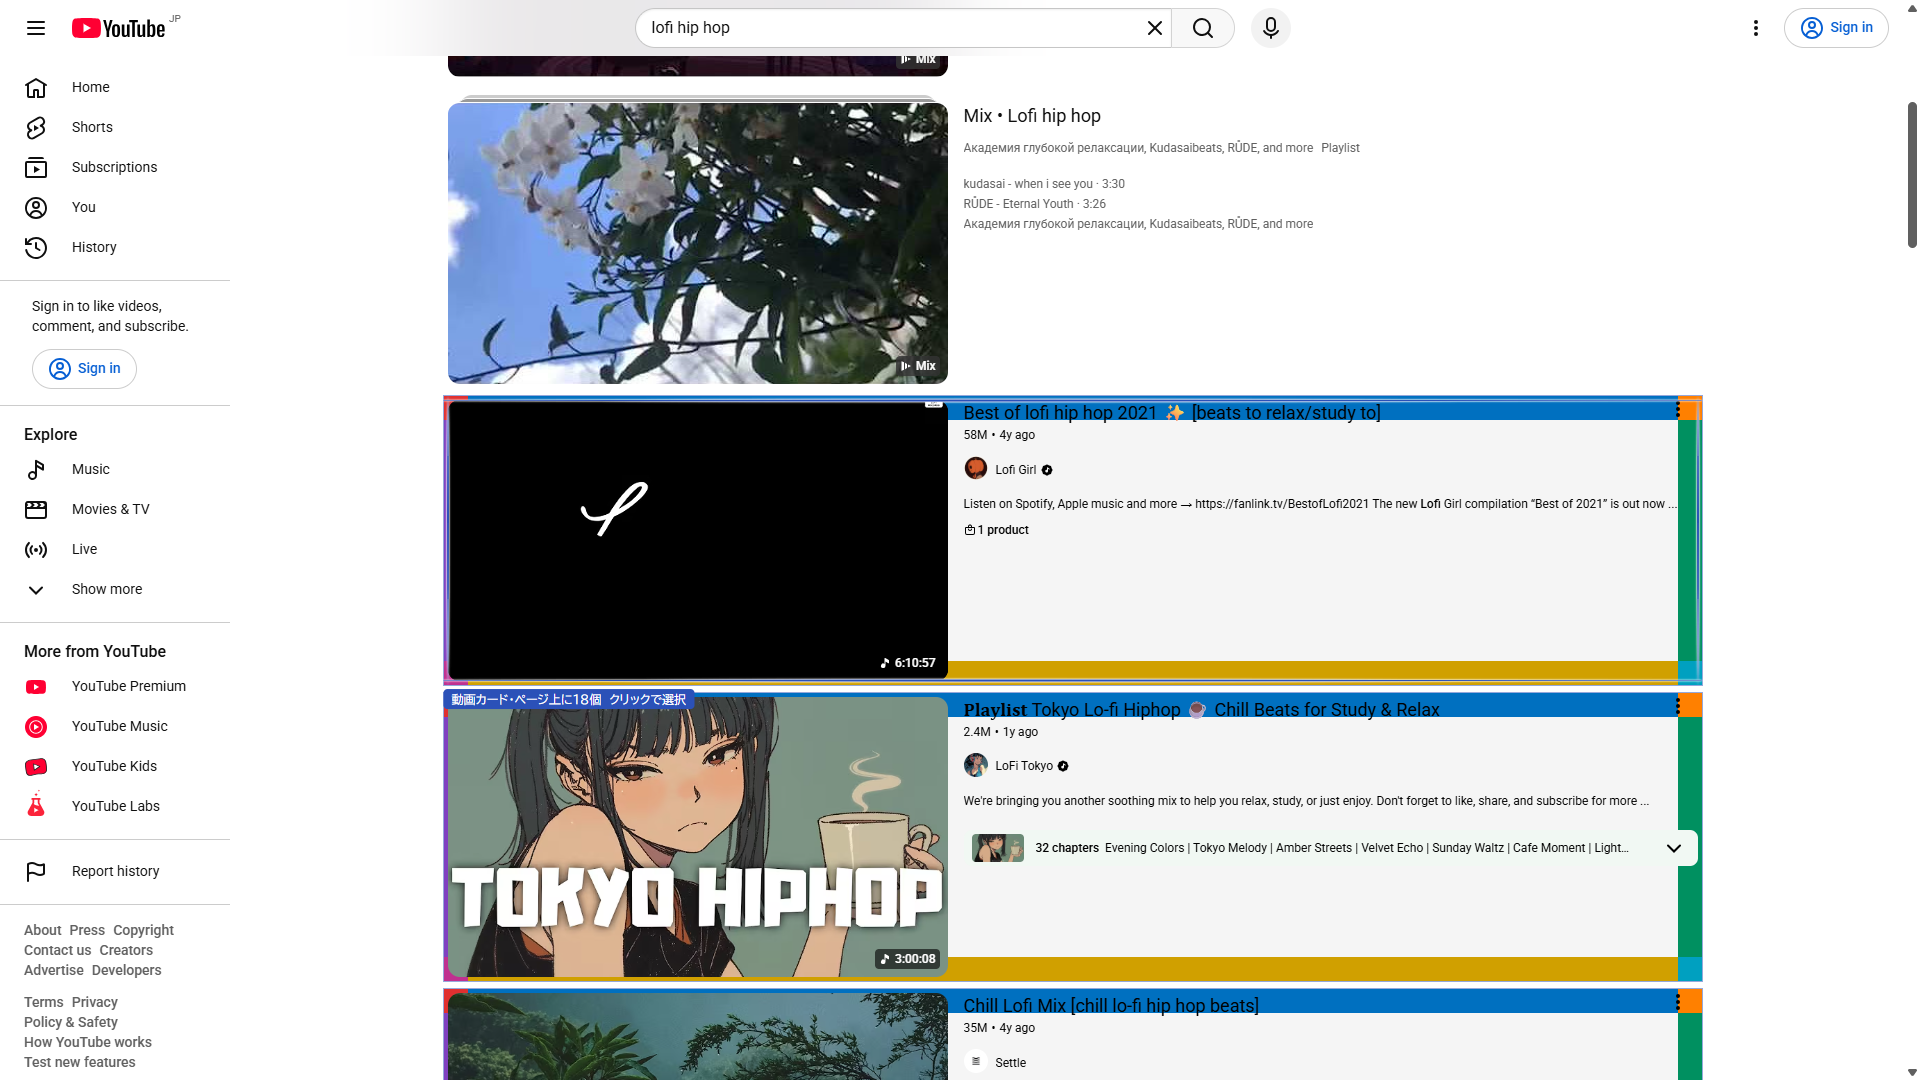 YouTube JP
lofi hip hop
Sign in
Home
Shorts
Subscriptions
You
History
Sign in to like videos,
comment, and subscribe.
Sign in
Explore
Music
Movies & TV
Live
Show more
More from YouTube
YouTube Premium
YouTube Music
YouTube Kids
YouTube Labs
Report history
About Press Copyright
Contact us Creators
Advertise Developers
Terms Privacy
Policy & Safety
How YouTube works
Test new features
Mix
Mix
Mix • Lofi hip hop
Академия глубокой релаксации, Kudasaibeats, RŮDE, and more Playlist
kudasai - when i see you · 3:30
RŮDE - Eternal Youth · 3:26
Академия глубокой релаксации, Kudasaibeats, RŮDE, and more
6:10:57
Best of lofi hip hop 2021 ✨ [beats to relax/study to]
58M • 4y ago
Lofi Girl
Listen on Spotify, Apple music and more → https://fanlink.tv/BestofLofi2021 The new Lofi Girl compilation “Best of 2021” is out now ...
1 product
動画カード・ページ上に18個 クリックで選択
TOKYO HIPHOP
3:00:08
Playlist Tokyo Lo-fi Hiphop ☕ Chill Beats for Study & Relax
2.4M • 1y ago
LoFi Tokyo
We're bringing you another soothing mix to help you relax, study, or just enjoy. Don't forget to like, share, and subscribe for more ...
32 chapters Evening Colors | Tokyo Melody | Amber Streets | Velvet Echo | Sunday Waltz | Cafe Moment | Light...
Chill Lofi Mix [chill lo-fi hip hop beats]
35M • 4y ago
Settle